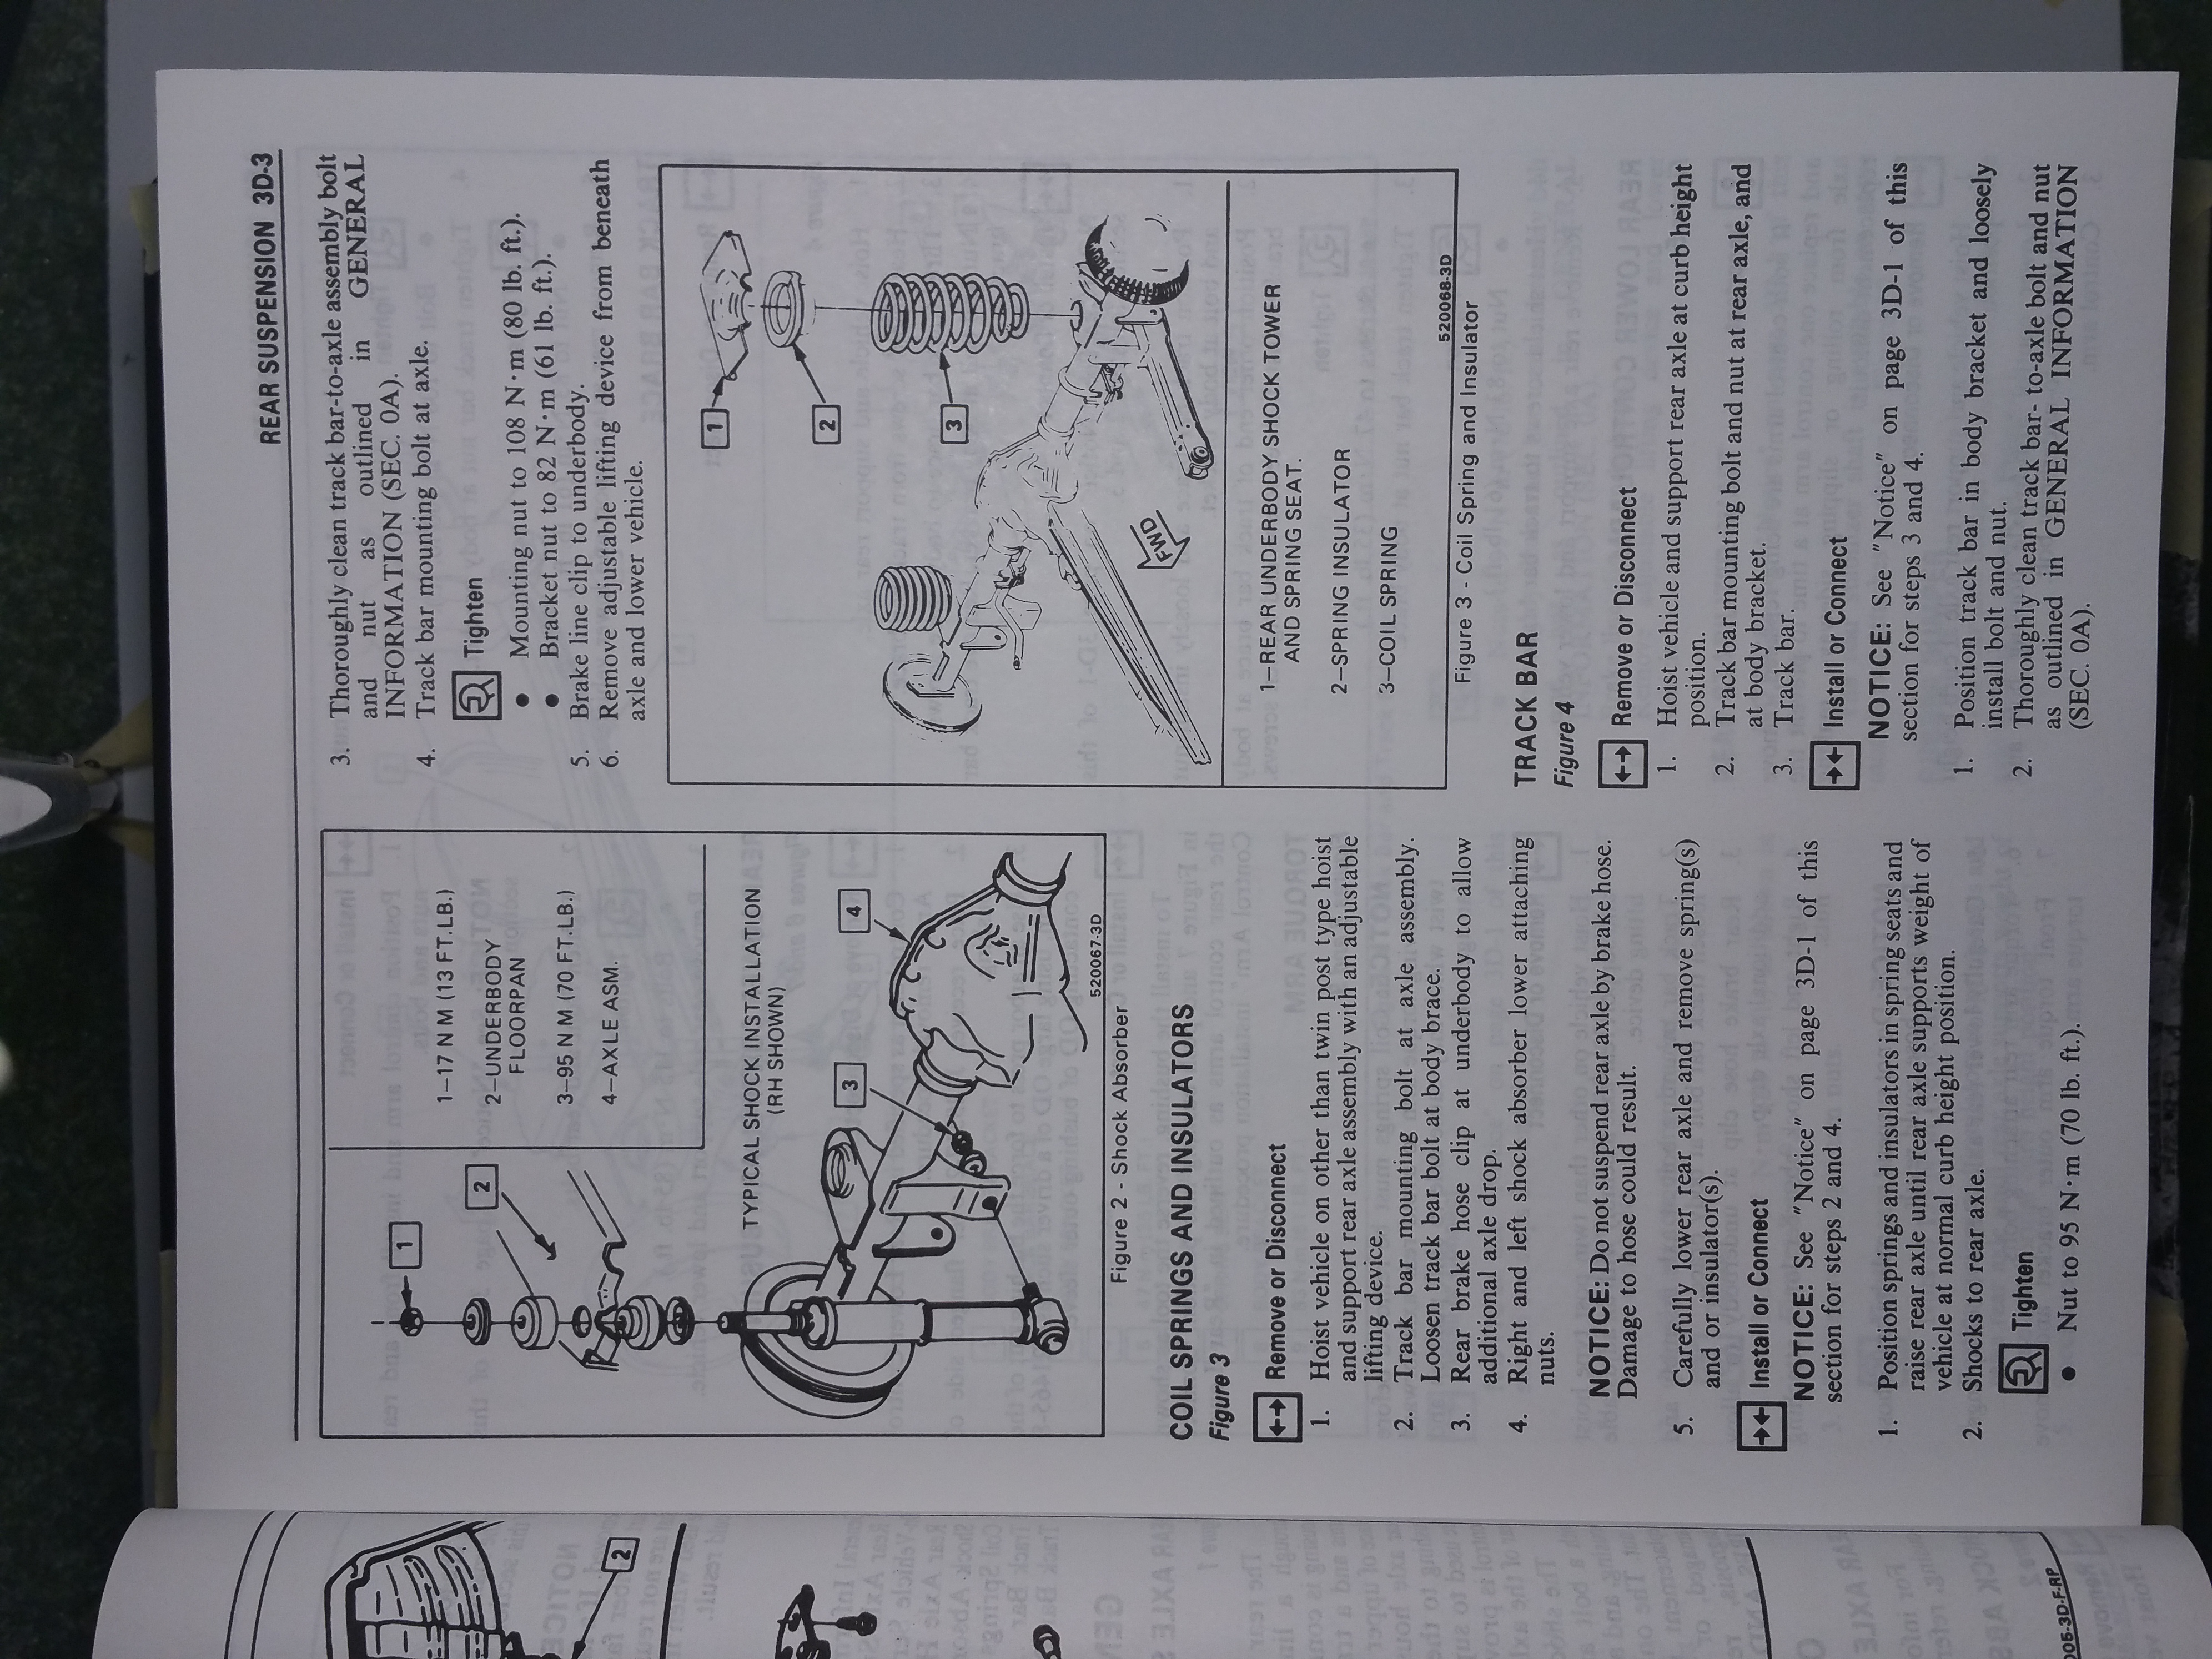 REAR SUSPENSION 3D-3
1
2
1–17 N M (13 FT.LB.)
2–UNDERBODY
FLOORPAN
3–95 N M (70 FT.LB.)
4–AXLE ASM.
TYPICAL SHOCK INSTALLATION
(RH SHOWN)
3
4
520067-3D
Figure 2 - Shock Absorber
COIL SPRINGS AND INSULATORS
Figure 3
Remove or Disconnect
1. Hoist vehicle on other than twin post type hoist
and support rear axle assembly with an adjustable
lifting device.
2. Track bar mounting bolt at axle assembly.
Loosen track bar bolt at body brace.
3. Rear brake hose clip at underbody to allow
additional axle drop.
4. Right and left shock absorber lower attaching
nuts.
NOTICE: Do not suspend rear axle by brake hose.
Damage to hose could result.
5. Carefully lower rear axle and remove spring(s)
and or insulator(s).
Install or Connect
NOTICE: See "Notice" on page 3D-1 of this
section for steps 2 and 4.
1. Position springs and insulators in spring seats and
raise rear axle until rear axle supports weight of
vehicle at normal curb height position.
2. Shocks to rear axle.
Tighten
• Nut to 95 N·m (70 lb. ft.).
3. Thoroughly clean track bar-to-axle assembly bolt
and nut as outlined in GENERAL
INFORMATION (SEC. 0A).
4. Track bar mounting bolt at axle.
Tighten
• Mounting nut to 108 N·m (80 lb. ft.).
• Bracket nut to 82 N·m (61 lb. ft.).
5. Brake line clip to underbody.
6. Remove adjustable lifting device from beneath
axle and lower vehicle.
1
2
3
FWD
1–REAR UNDERBODY SHOCK TOWER
AND SPRING SEAT.
2–SPRING INSULATOR
3–COIL SPRING
520068-3D
Figure 3 - Coil Spring and Insulator
TRACK BAR
Figure 4
Remove or Disconnect
1. Hoist vehicle and support rear axle at curb height
position.
2. Track bar mounting bolt and nut at rear axle, and
at body bracket.
3. Track bar.
Install or Connect
NOTICE: See "Notice" on page 3D-1 of this
section for steps 3 and 4.
1. Position track bar in body bracket and loosely
install bolt and nut.
2. Thoroughly clean track bar- to-axle bolt and nut
as outlined in GENERAL INFORMATION
(SEC. 0A).
2
005-3D-F-RP